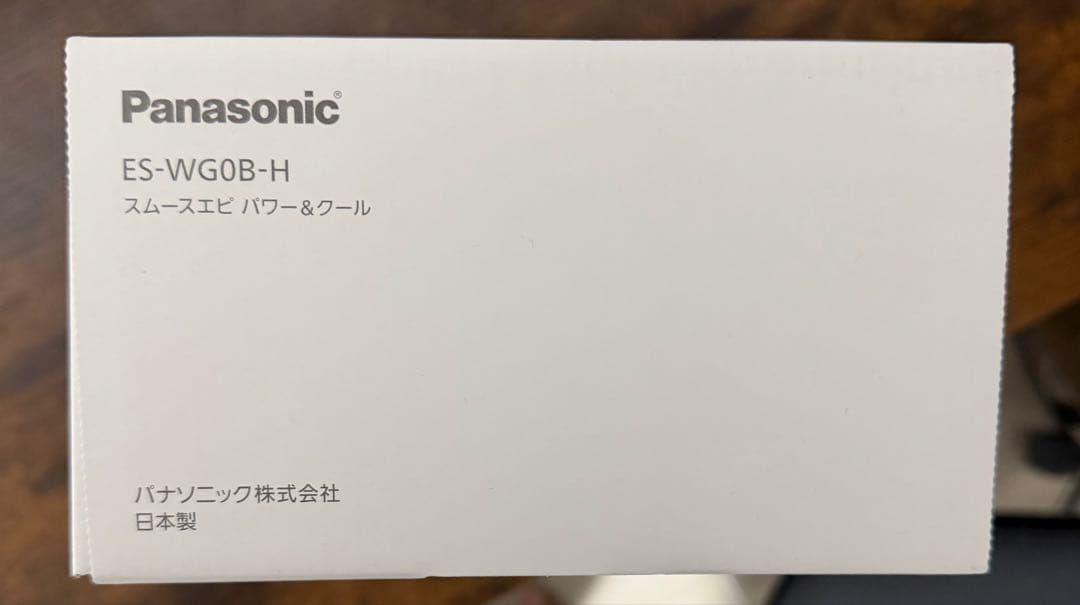 Panasonic®
ES-WG0B-H
スムースエピ パワー＆クール
パナソニック株式会社
日本製